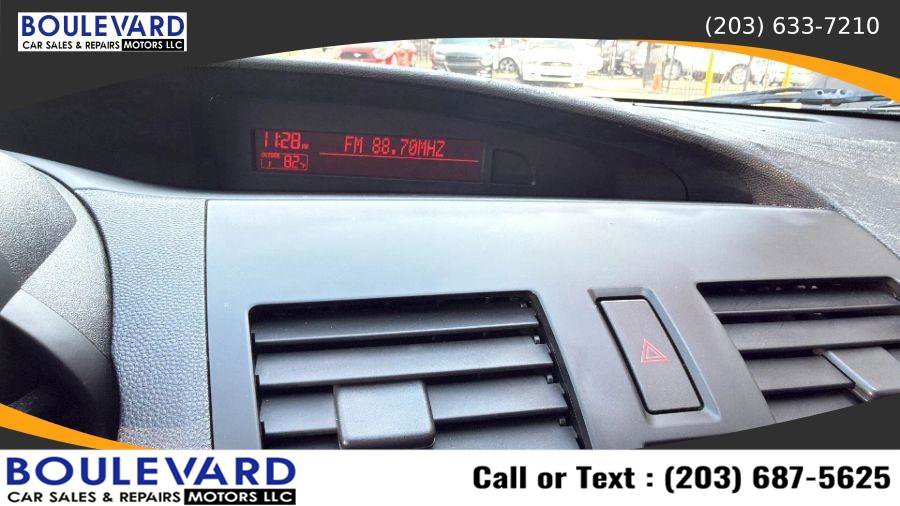 BOULEVARD
CAR SALES & REPAIRS MOTORS LLC
(203) 633-7210
11:28
FM 88.70MHZ
OUTSIDE
82°F
BOULEVARD
CAR SALES & REPAIRS MOTORS LLC
Call or Text : (203) 687-5625